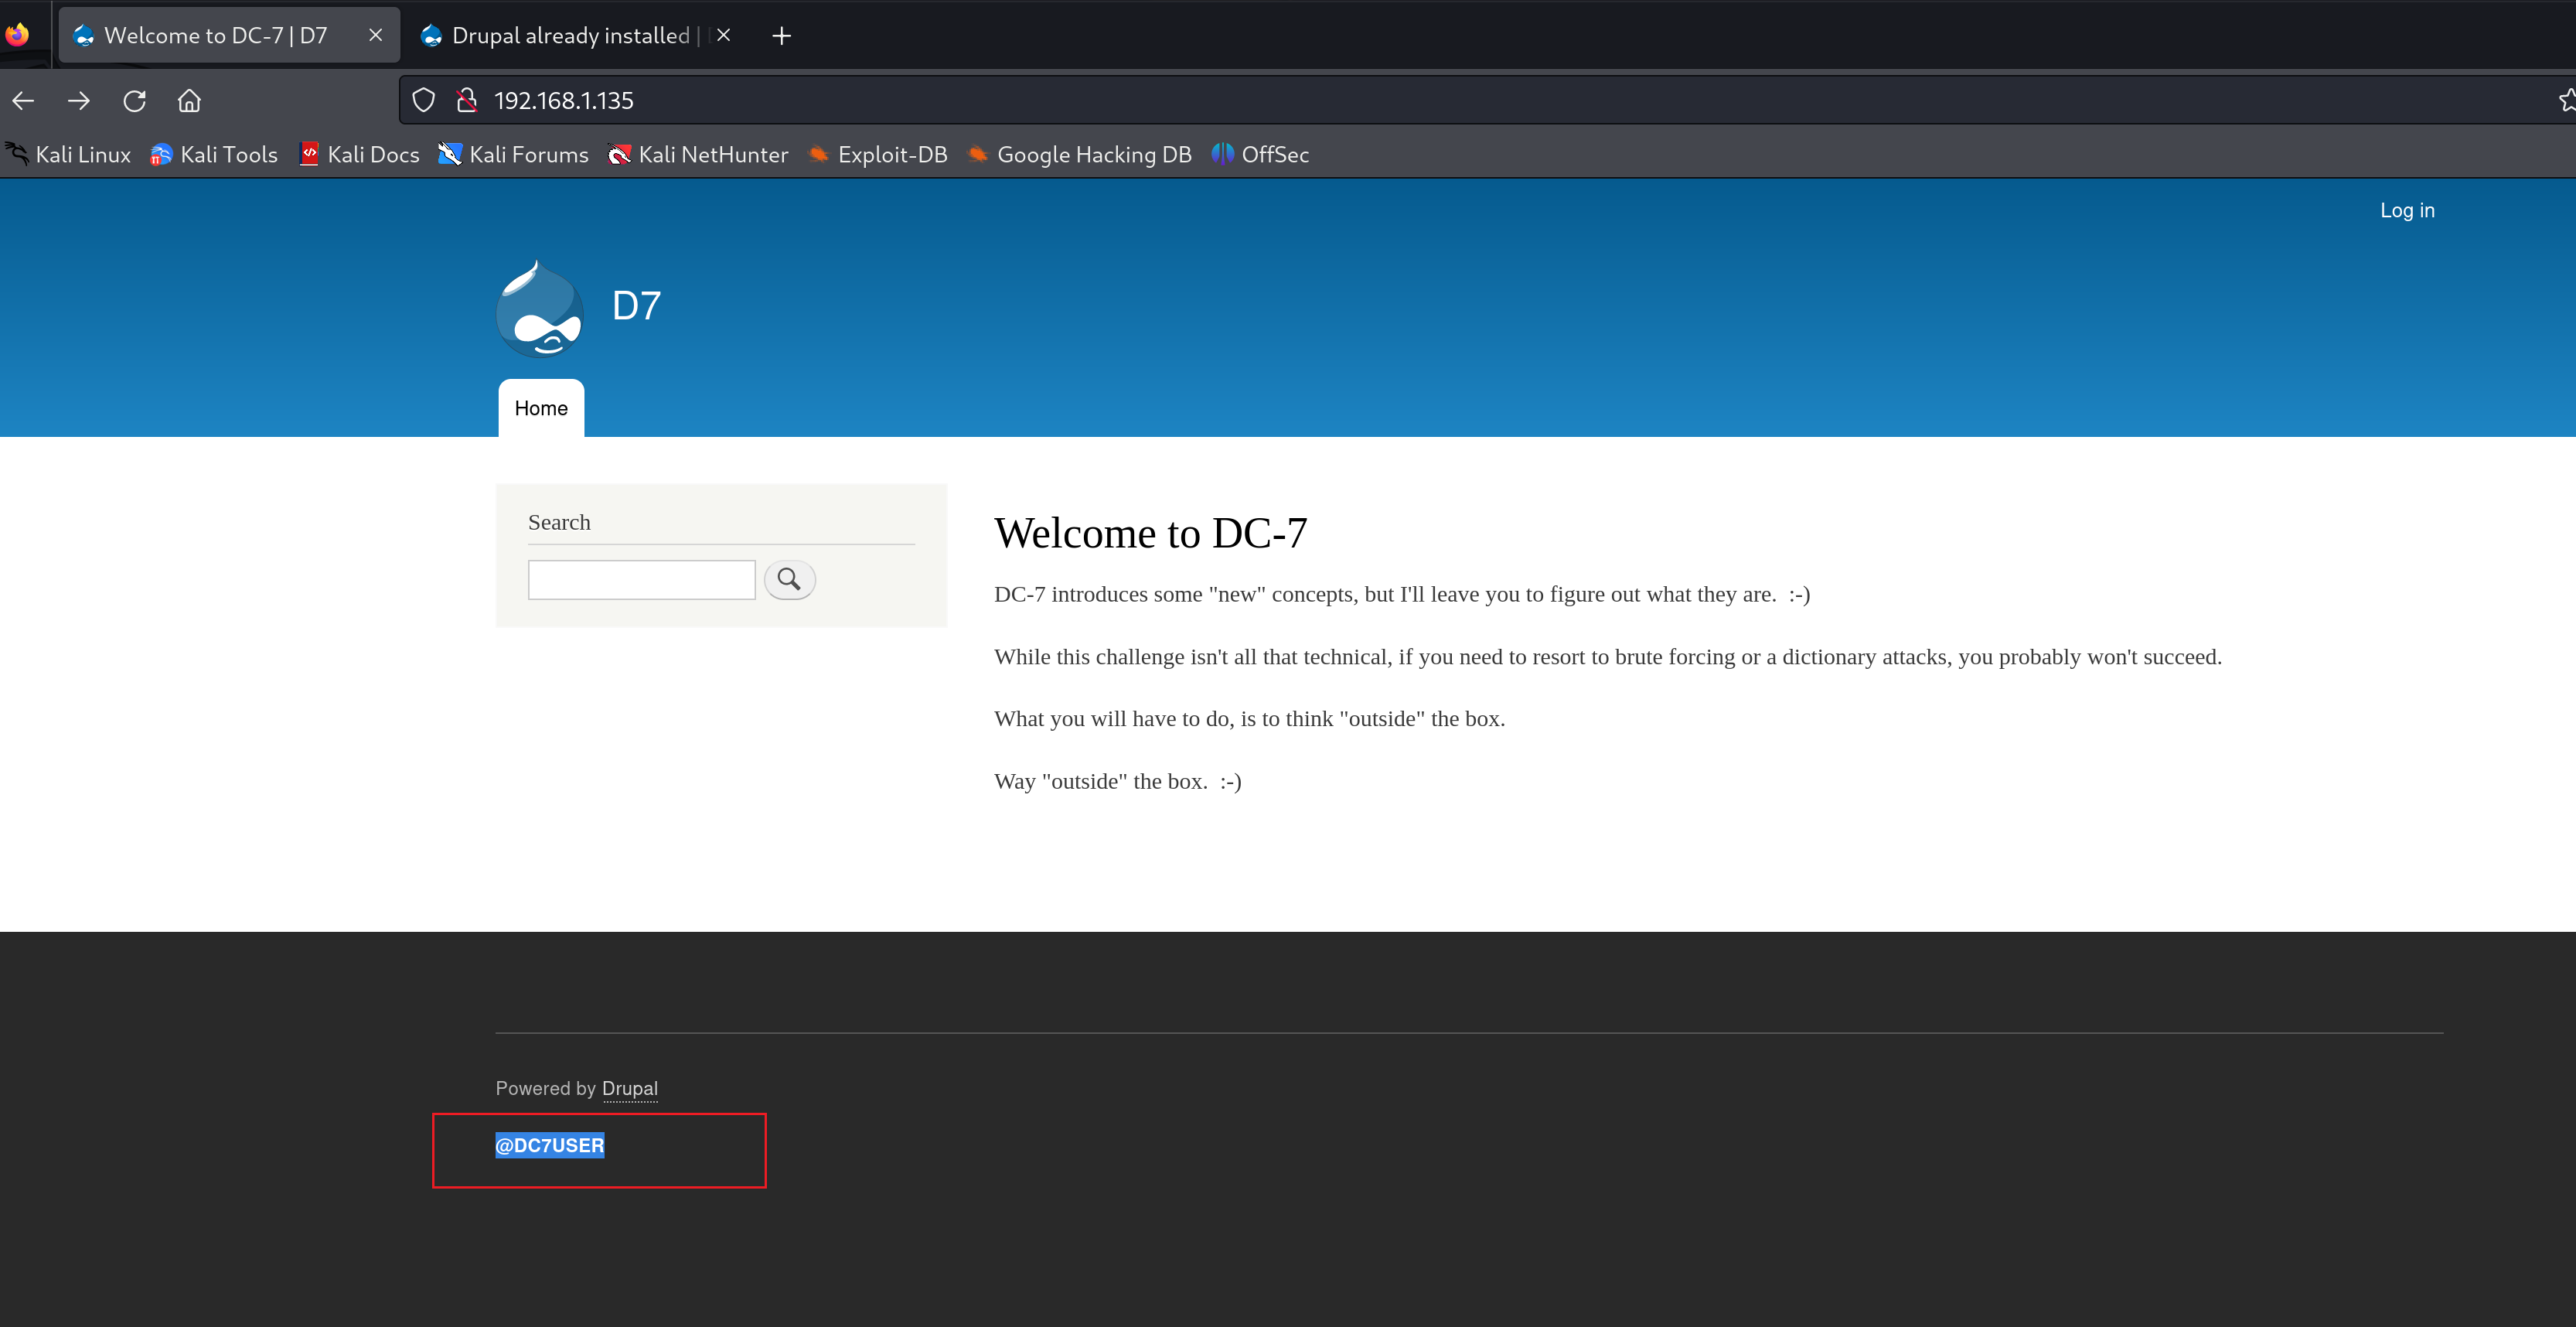 Welcome to DC-7 | D7
Drupal already installed |
192.168.1.135
Kali Linux Kali Tools Kali Docs Kali Forums Kali NetHunter Exploit-DB Google Hacking DB OffSec
Log in
D7
Home
Search
Welcome to DC-7
DC-7 introduces some "new" concepts, but I'll leave you to figure out what they are. :-)
While this challenge isn't all that technical, if you need to resort to brute forcing or a dictionary attacks, you probably won't succeed.
What you will have to do, is to think "outside" the box.
Way "outside" the box. :-)
Powered by Drupal
@DC7USER